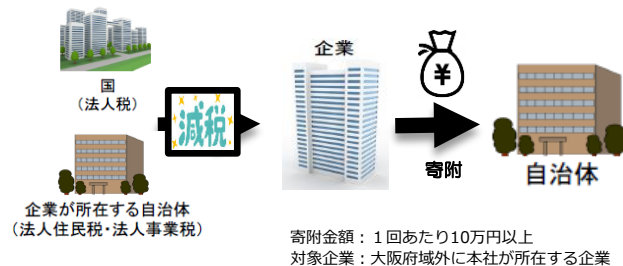 国
（法人税）
企業が所在する自治体
（法人住民税・法人事業税）
減税
企業
¥
寄附
自治体
寄附金額：１回あたり10万円以上
対象企業：大阪府域外に本社が所在する企業